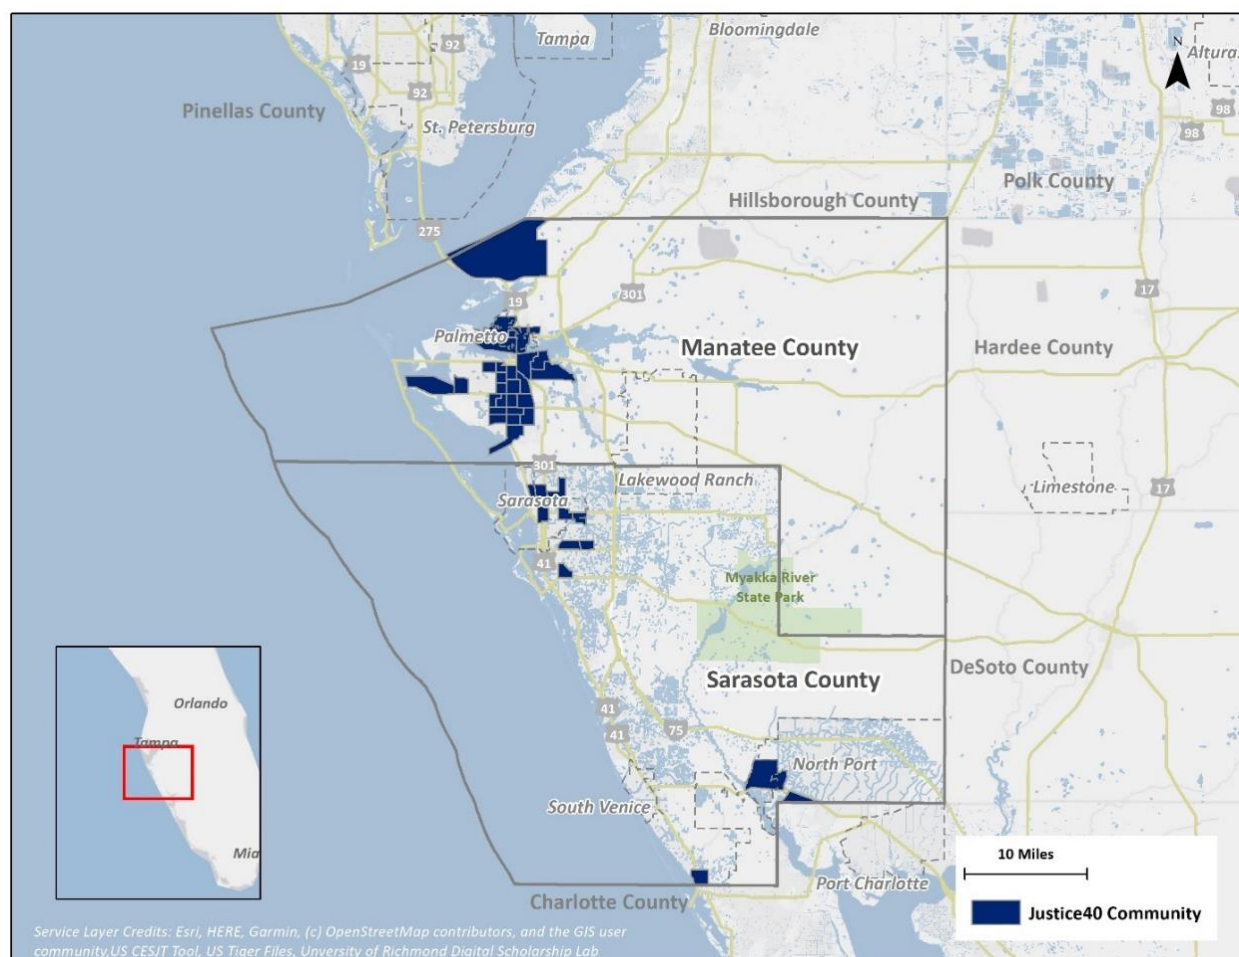 Tampa
Bloomingdale
N
Altura
92
19
92
98
98
Pinellas County
St. Petersburg
Polk County
Hillsborough County
275
19
301
17
Palmetto
Manatee County
Hardee County
301
Lakewood Ranch
Sarasota
Limestone
17
41
Myakka River
State Park
DeSoto County
Sarasota County
Orlando
41
41
75
Tampa
North Port
South Venice
Mia
10 Miles
Port Charlotte
Charlotte County
Justice40 Community
Service Layer Credits: Esri, HERE, Garmin, (c) OpenStreetMap contributors, and the GIS user
community,US CESJT Tool, US Tiger Files, Unversity of Richmond Digital Scholarship Lab